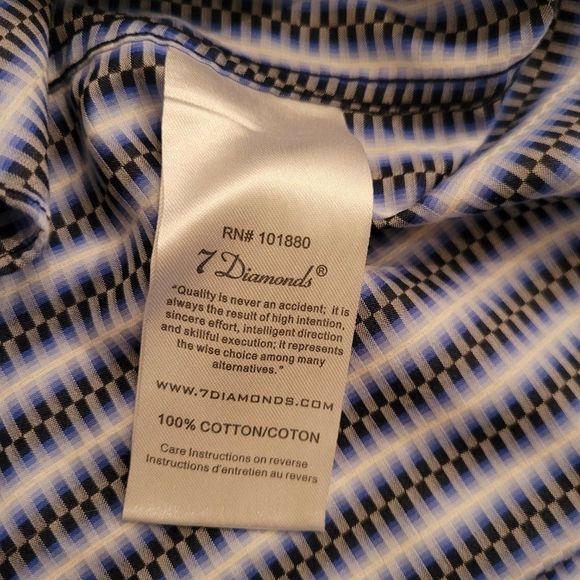 RN# 101880
7 Diamonds®
"Quality is never an accident; it is
always the result of high intention,
sincere effort, intelligent direction
and skillful execution; it represents
the wise choice among many
alternatives."
WWW.7DIAMONDS.COM
100% COTTON/COTON
Care Instructions on reverse
Instructions d'entretien au revers